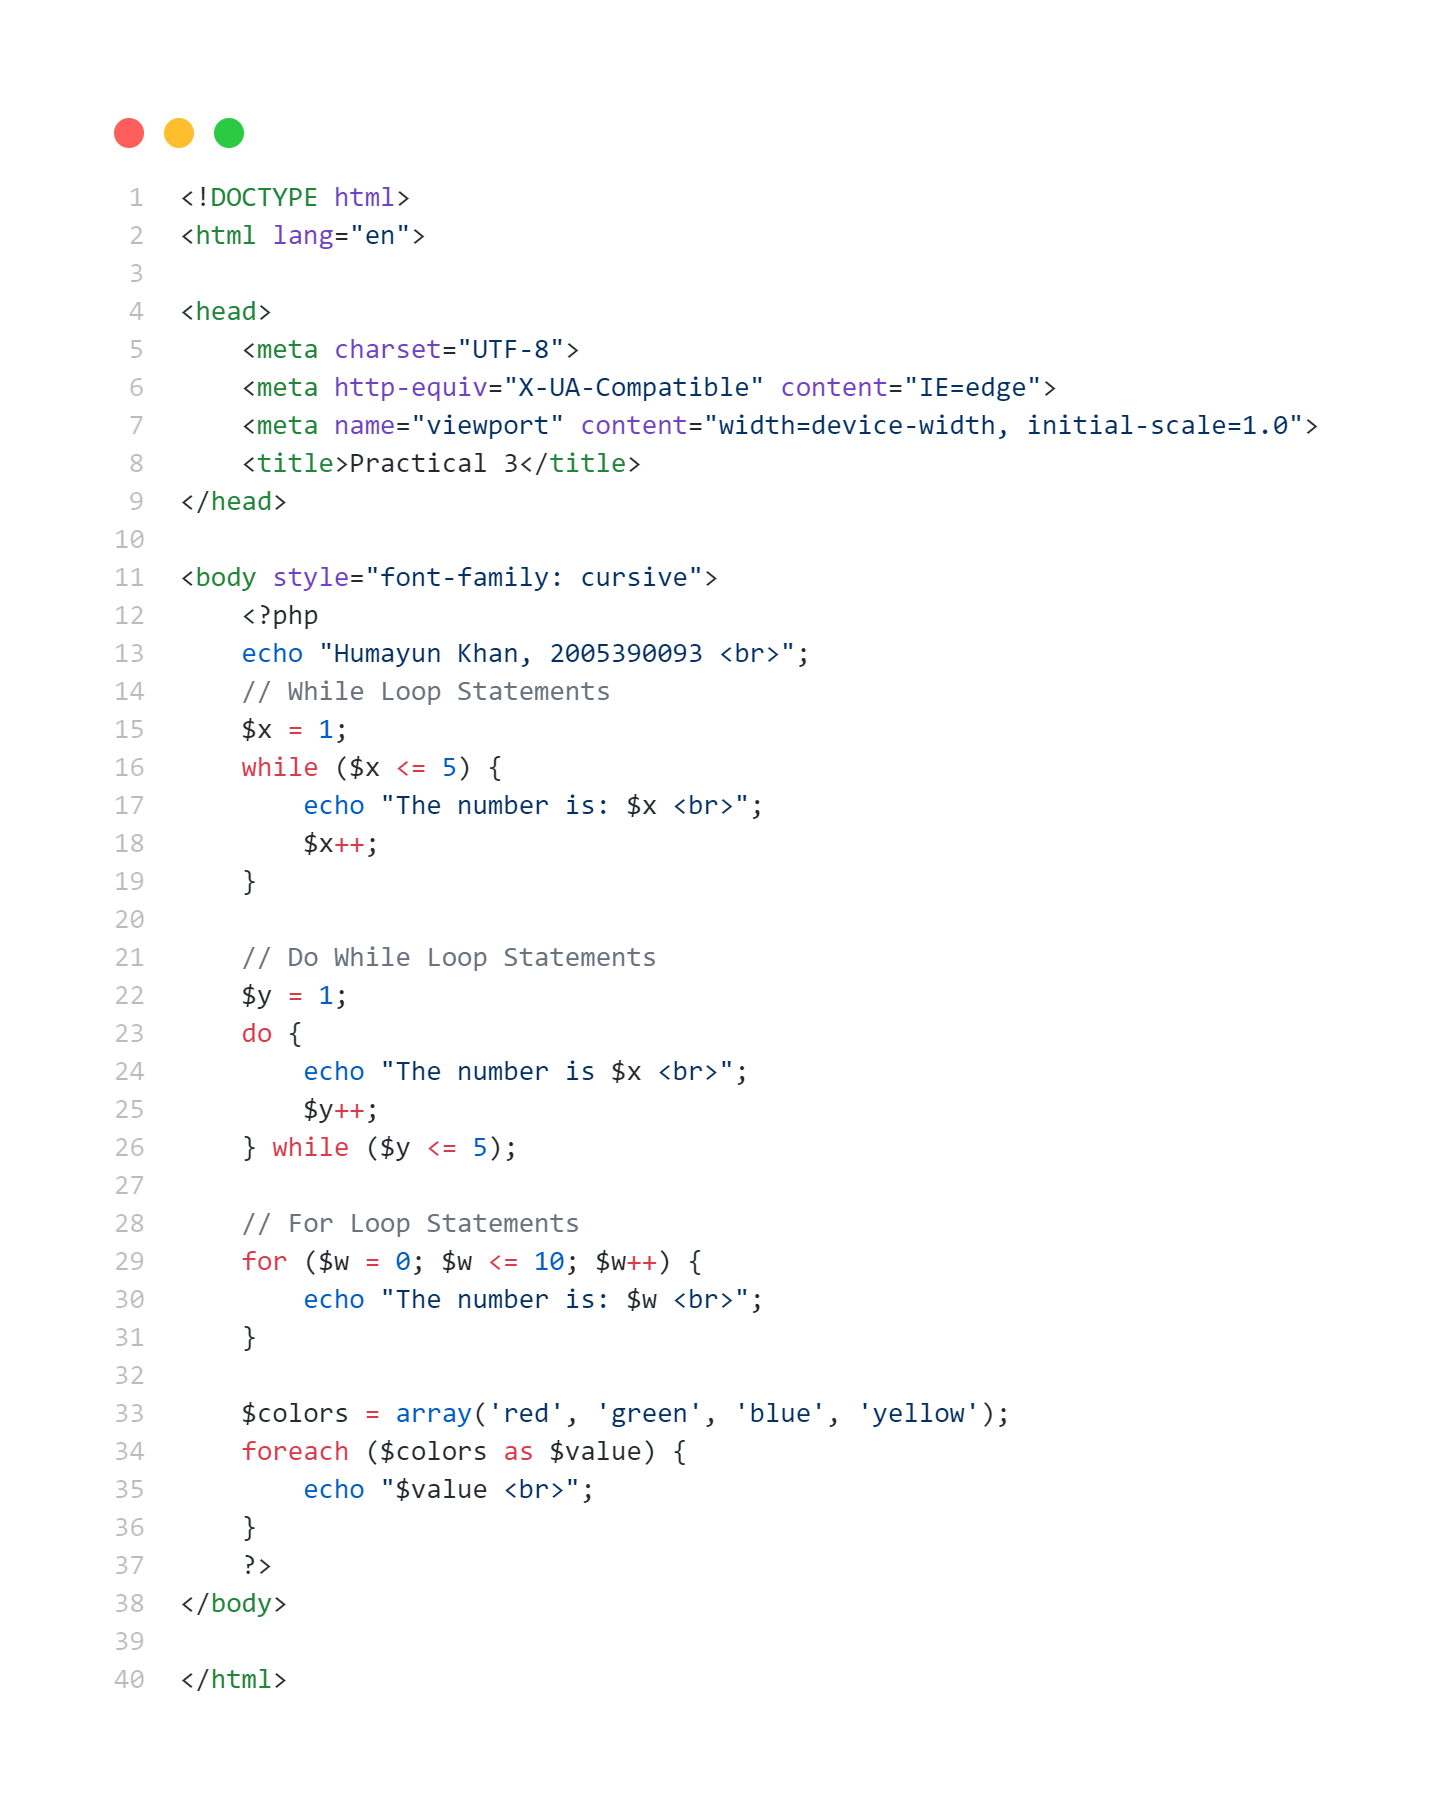 1 <!DOCTYPE html>
2 <html lang="en">
3
4 <head>
5     <meta charset="UTF-8">
6     <meta http-equiv="X-UA-Compatible" content="IE=edge">
7     <meta name="viewport" content="width=device-width, initial-scale=1.0">
8     <title>Practical 3</title>
9 </head>
10
11 <body style="font-family: cursive">
12     <?php
13     echo "Humayun Khan, 2005390093 <br>";
14     // While Loop Statements
15     $x = 1;
16     while ($x <= 5) {
17         echo "The number is: $x <br>";
18         $x++;
19     }
20
21     // Do While Loop Statements
22     $y = 1;
23     do {
24         echo "The number is $x <br>";
25         $y++;
26     } while ($y <= 5);
27
28     // For Loop Statements
29     for ($w = 0; $w <= 10; $w++) {
30         echo "The number is: $w <br>";
31     }
32
33     $colors = array('red', 'green', 'blue', 'yellow');
34     foreach ($colors as $value) {
35         echo "$value <br>";
36     }
37     ?>
38 </body>
39
40 </html>